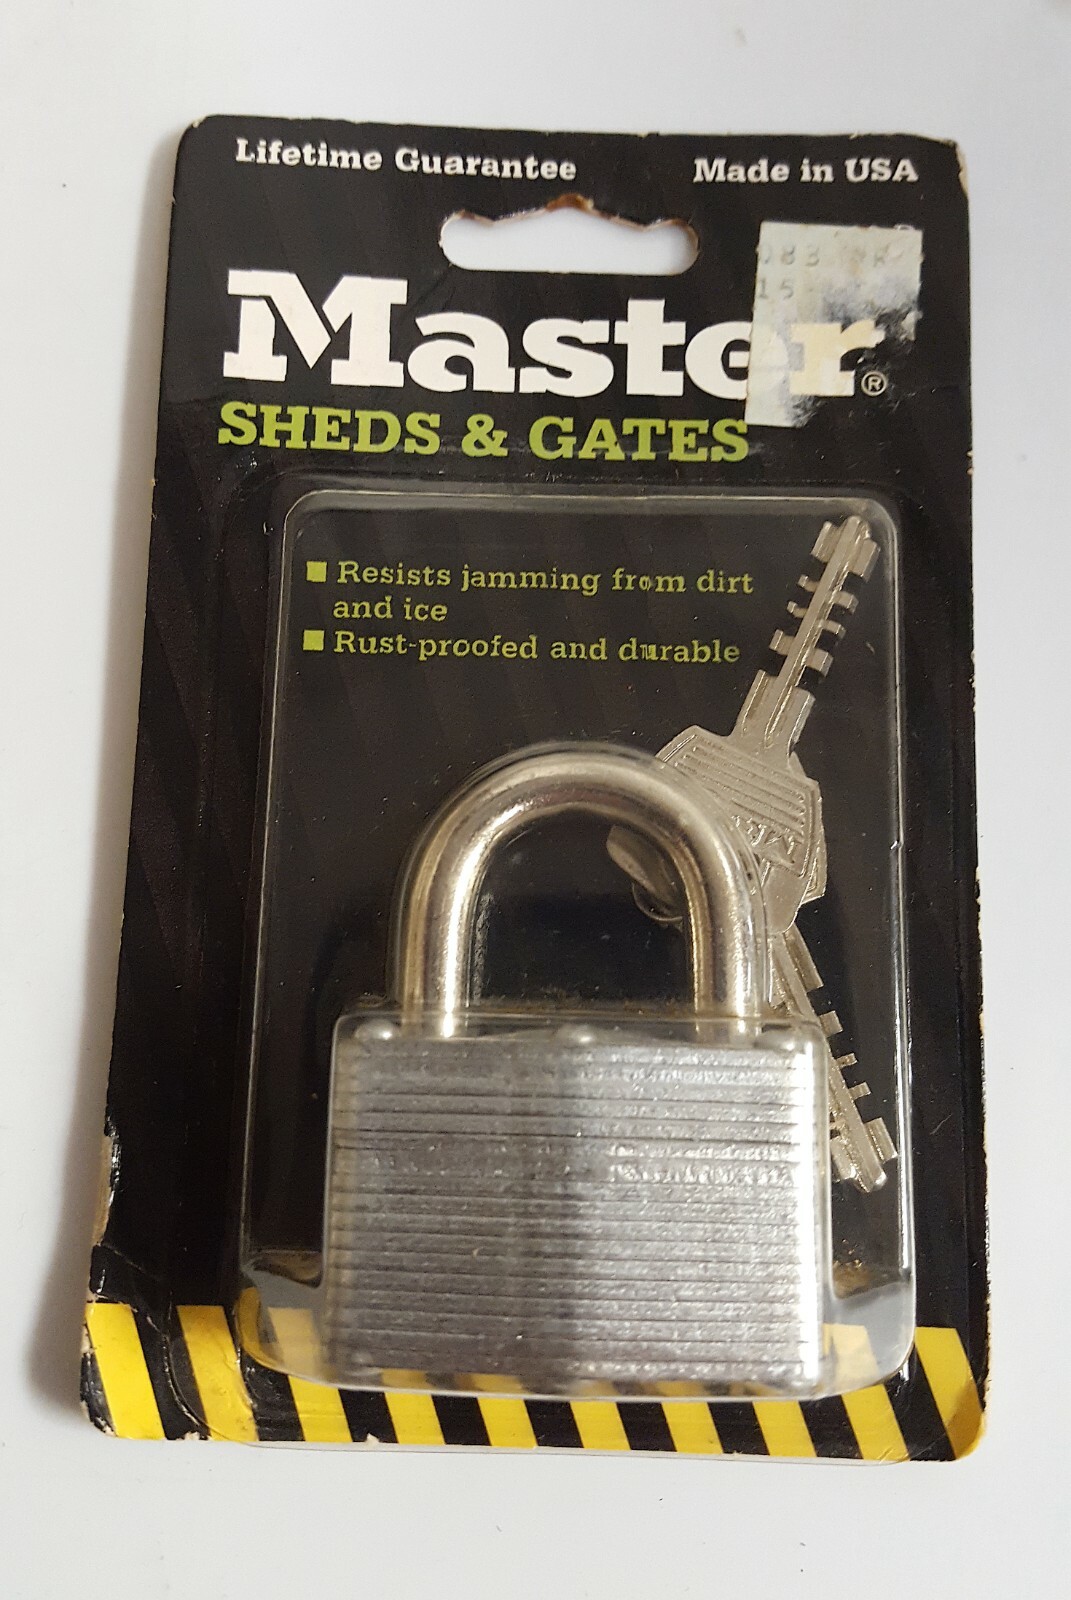 Lifetime Guarantee
Made in USA
Master®
SHEDS & GATES
Resists jamming from dirt
and ice
Rust-proofed and durable